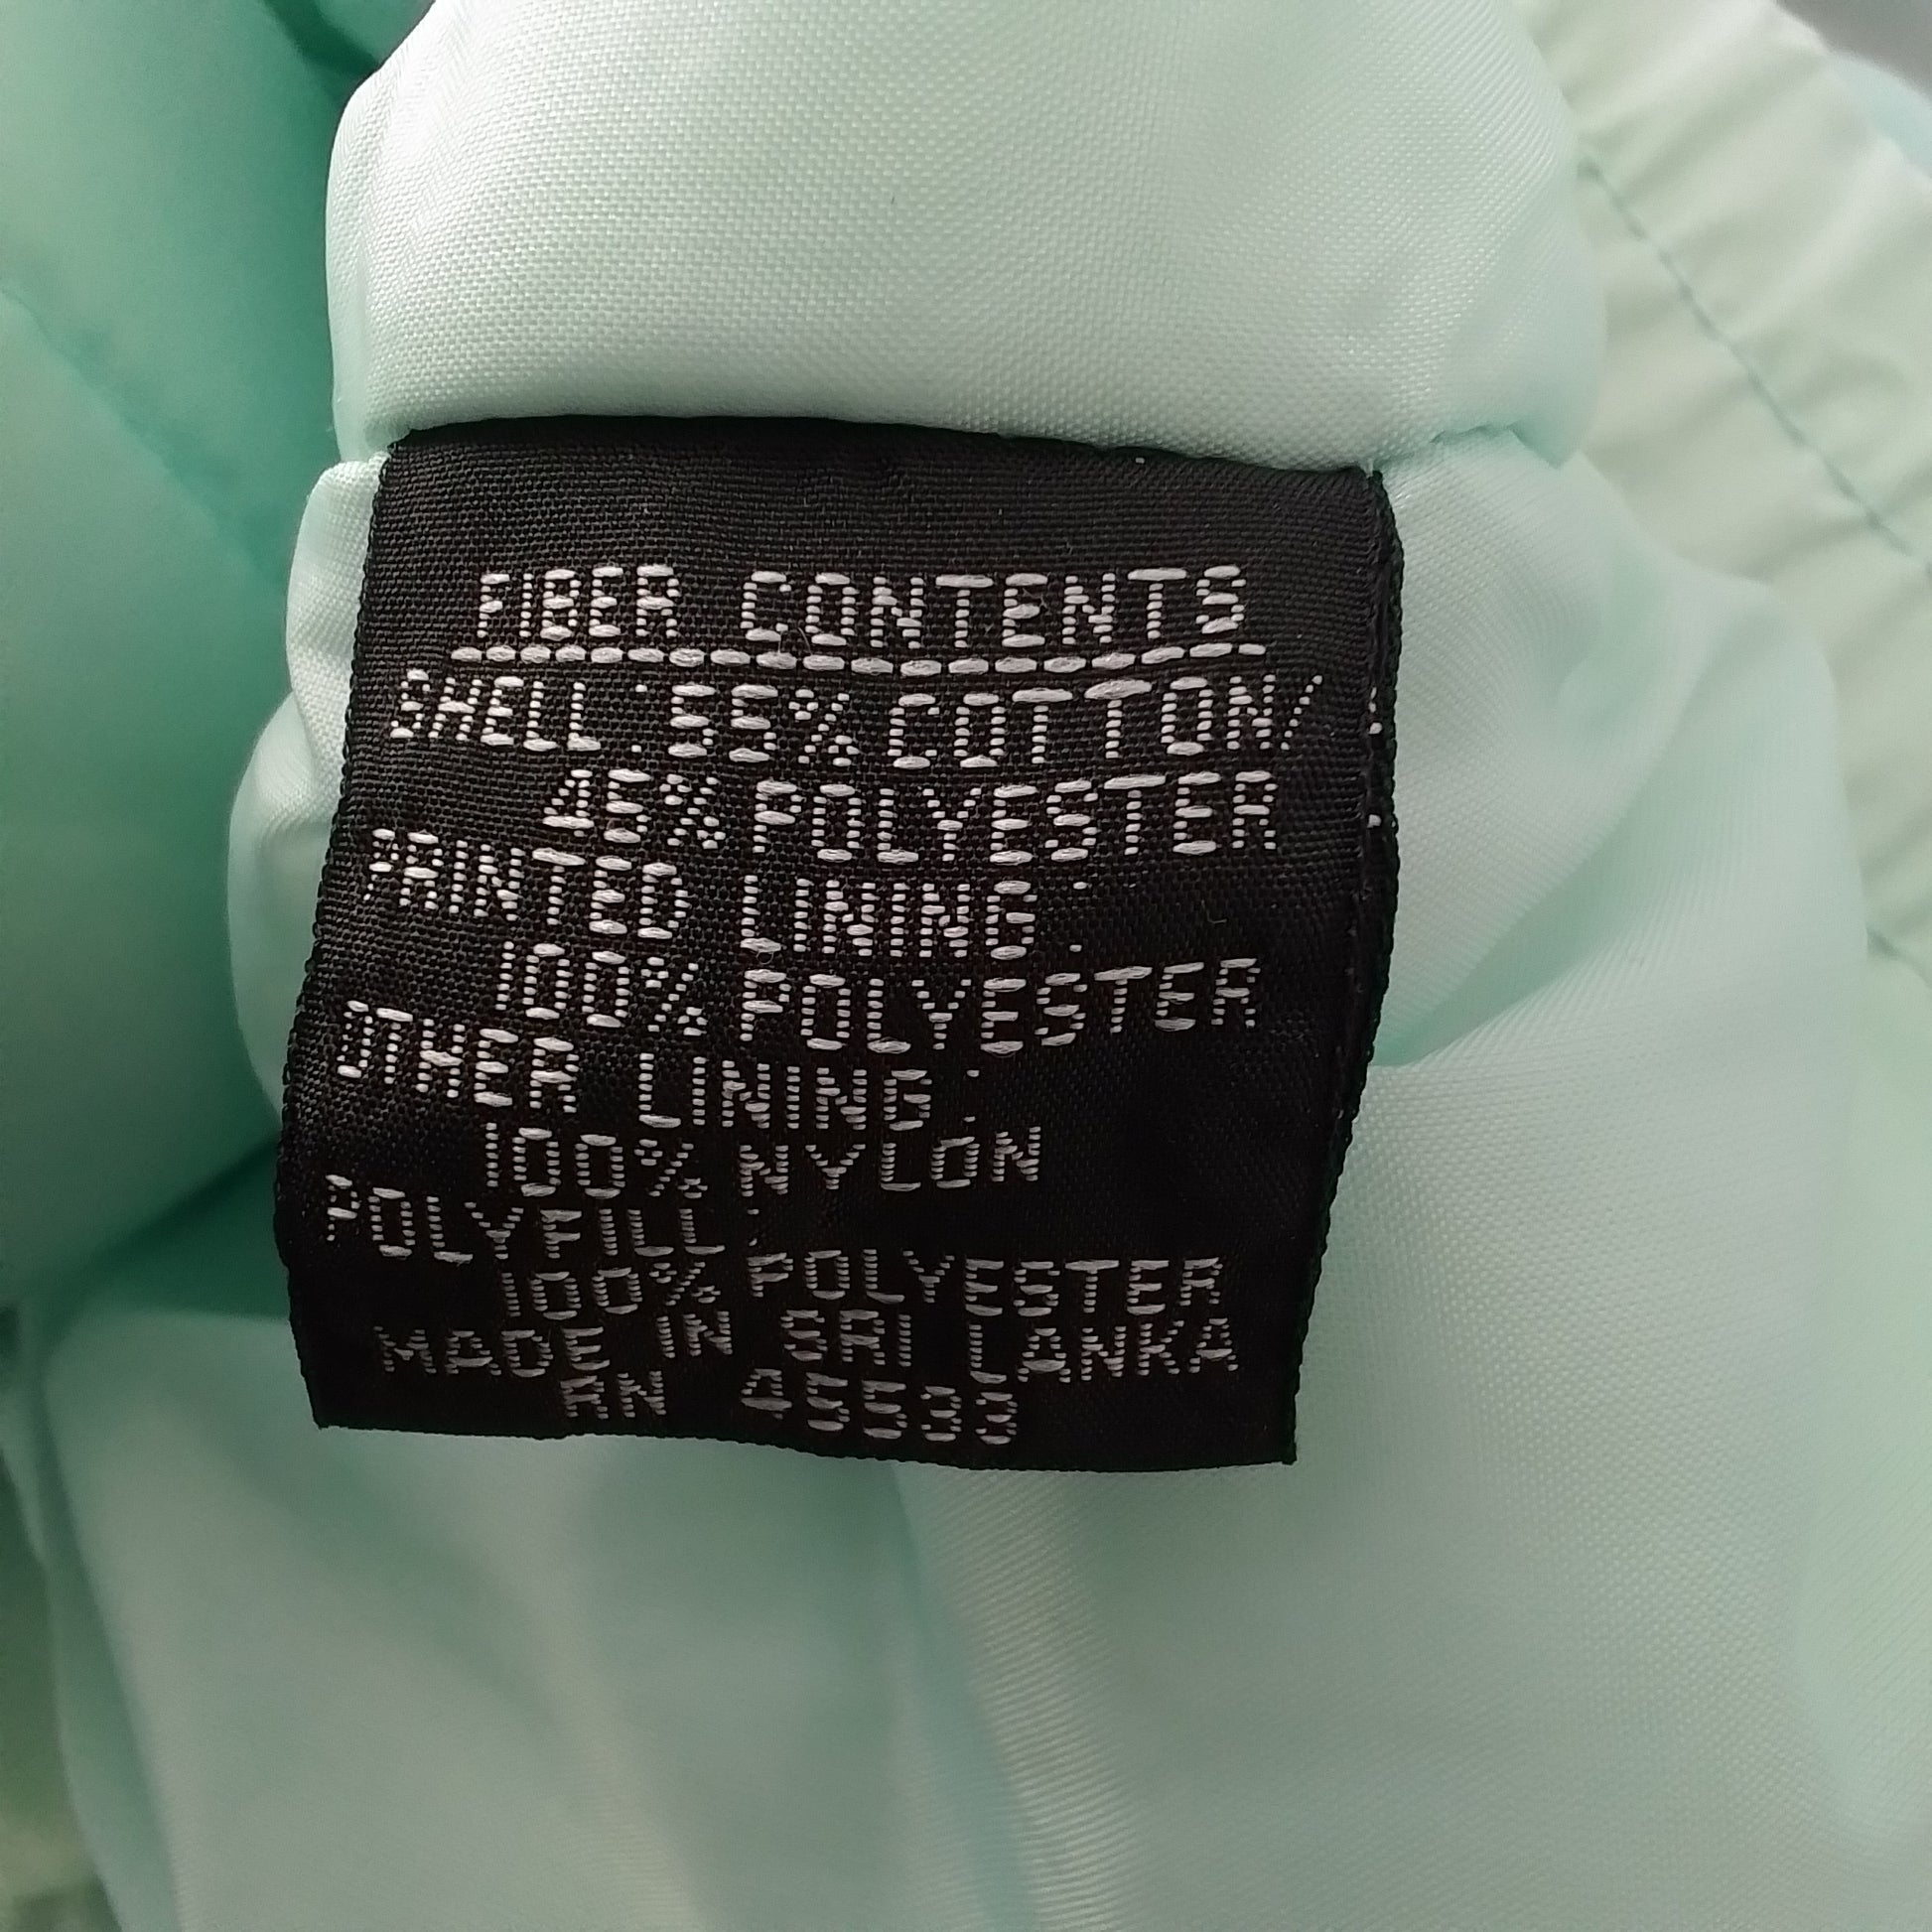 FIBER CONTENTS
SHELL: 55% COTTON/
45% POLYESTER
PRINTED LINING:
100% POLYESTER
OTHER LINING:
100% NYLON
POLYFILL:
100% POLYESTER
MADE IN SRI LANKA
RN 45533